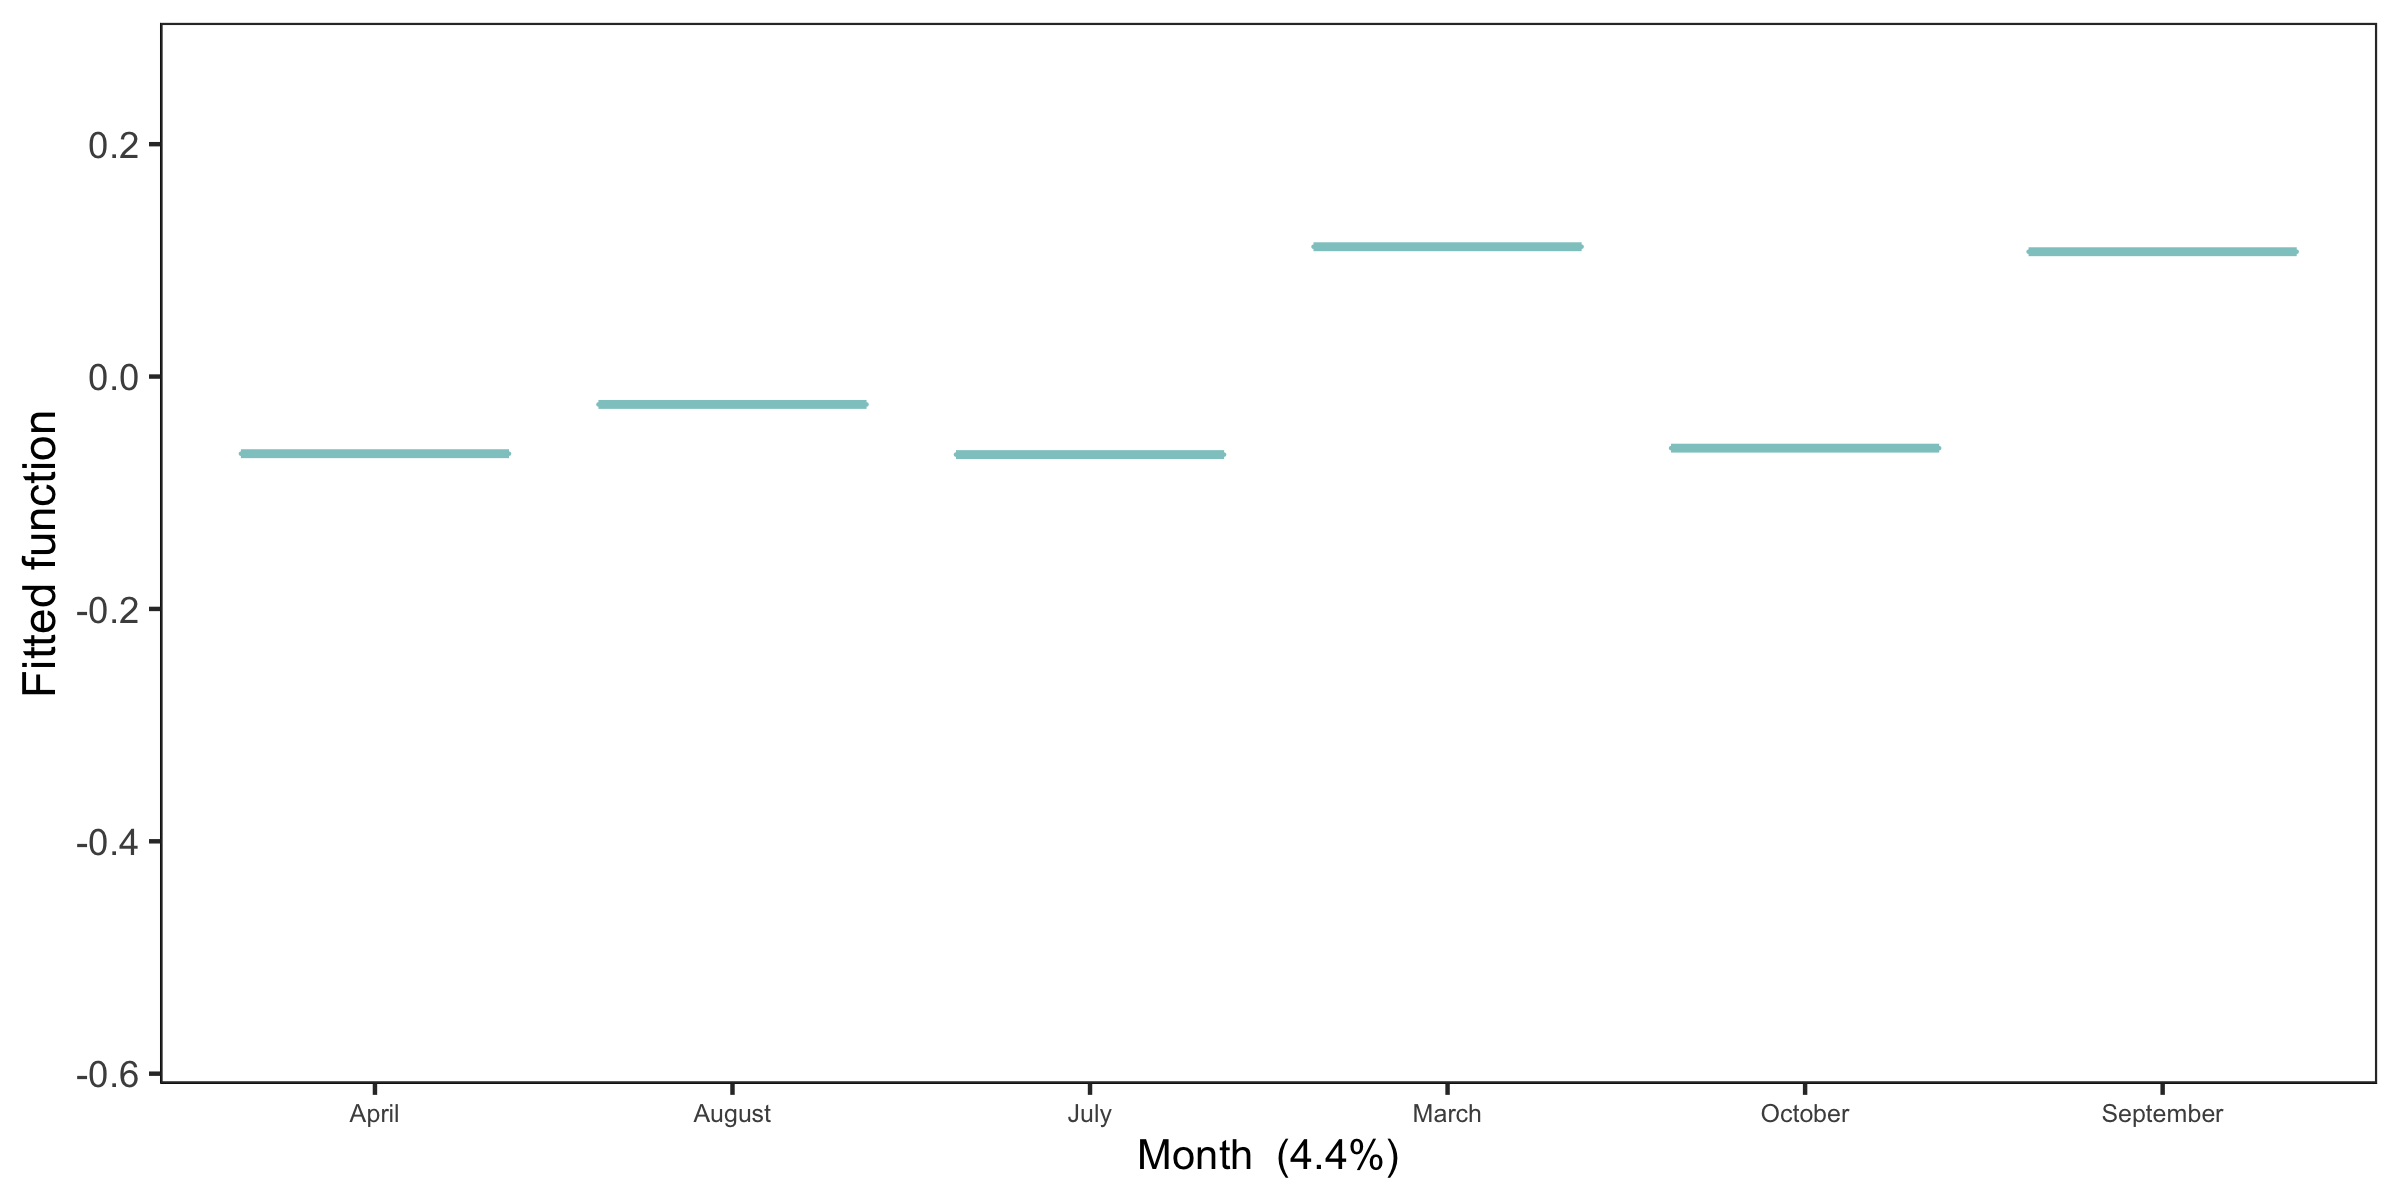 Fitted function
0.2
0.0
-0.2
-0.4
-0.6
April August July March October September
Month (4.4%)